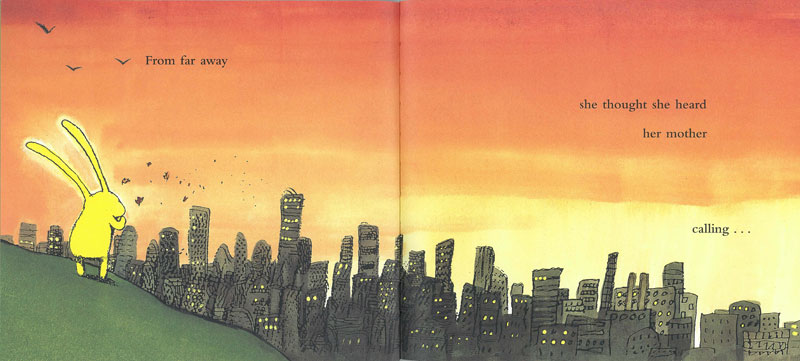 From far away
she thought she heard
her mother
calling . . .